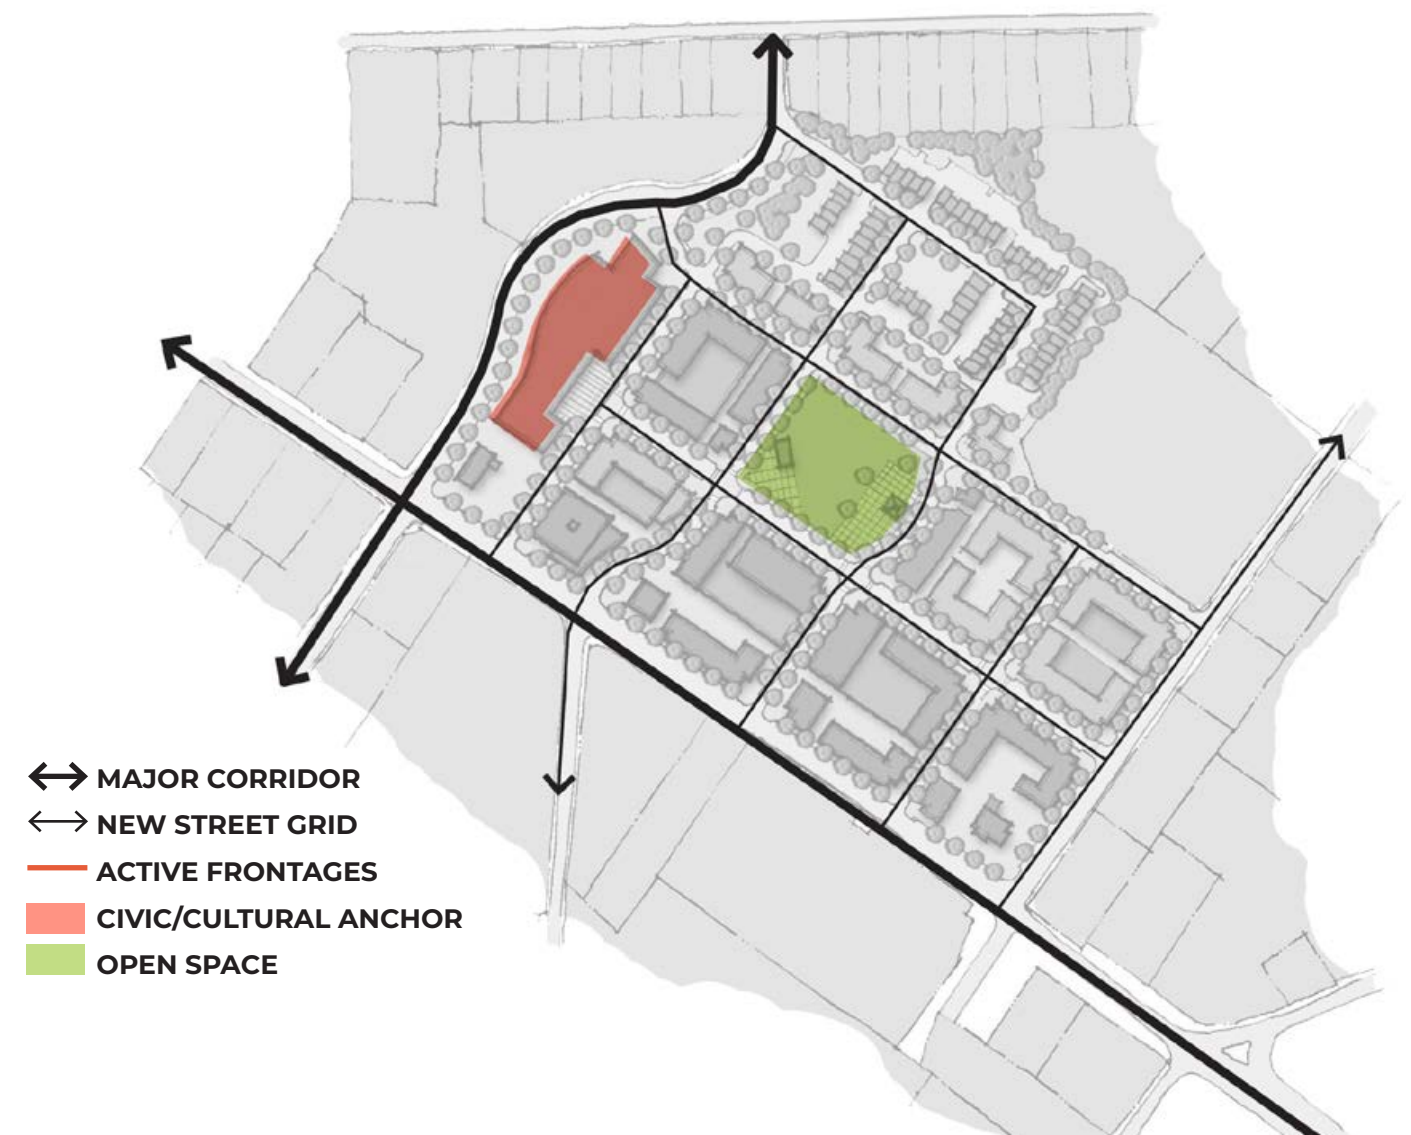 MAJOR CORRIDOR
NEW STREET GRID
ACTIVE FRONTAGES
CIVIC/CULTURAL ANCHOR
OPEN SPACE